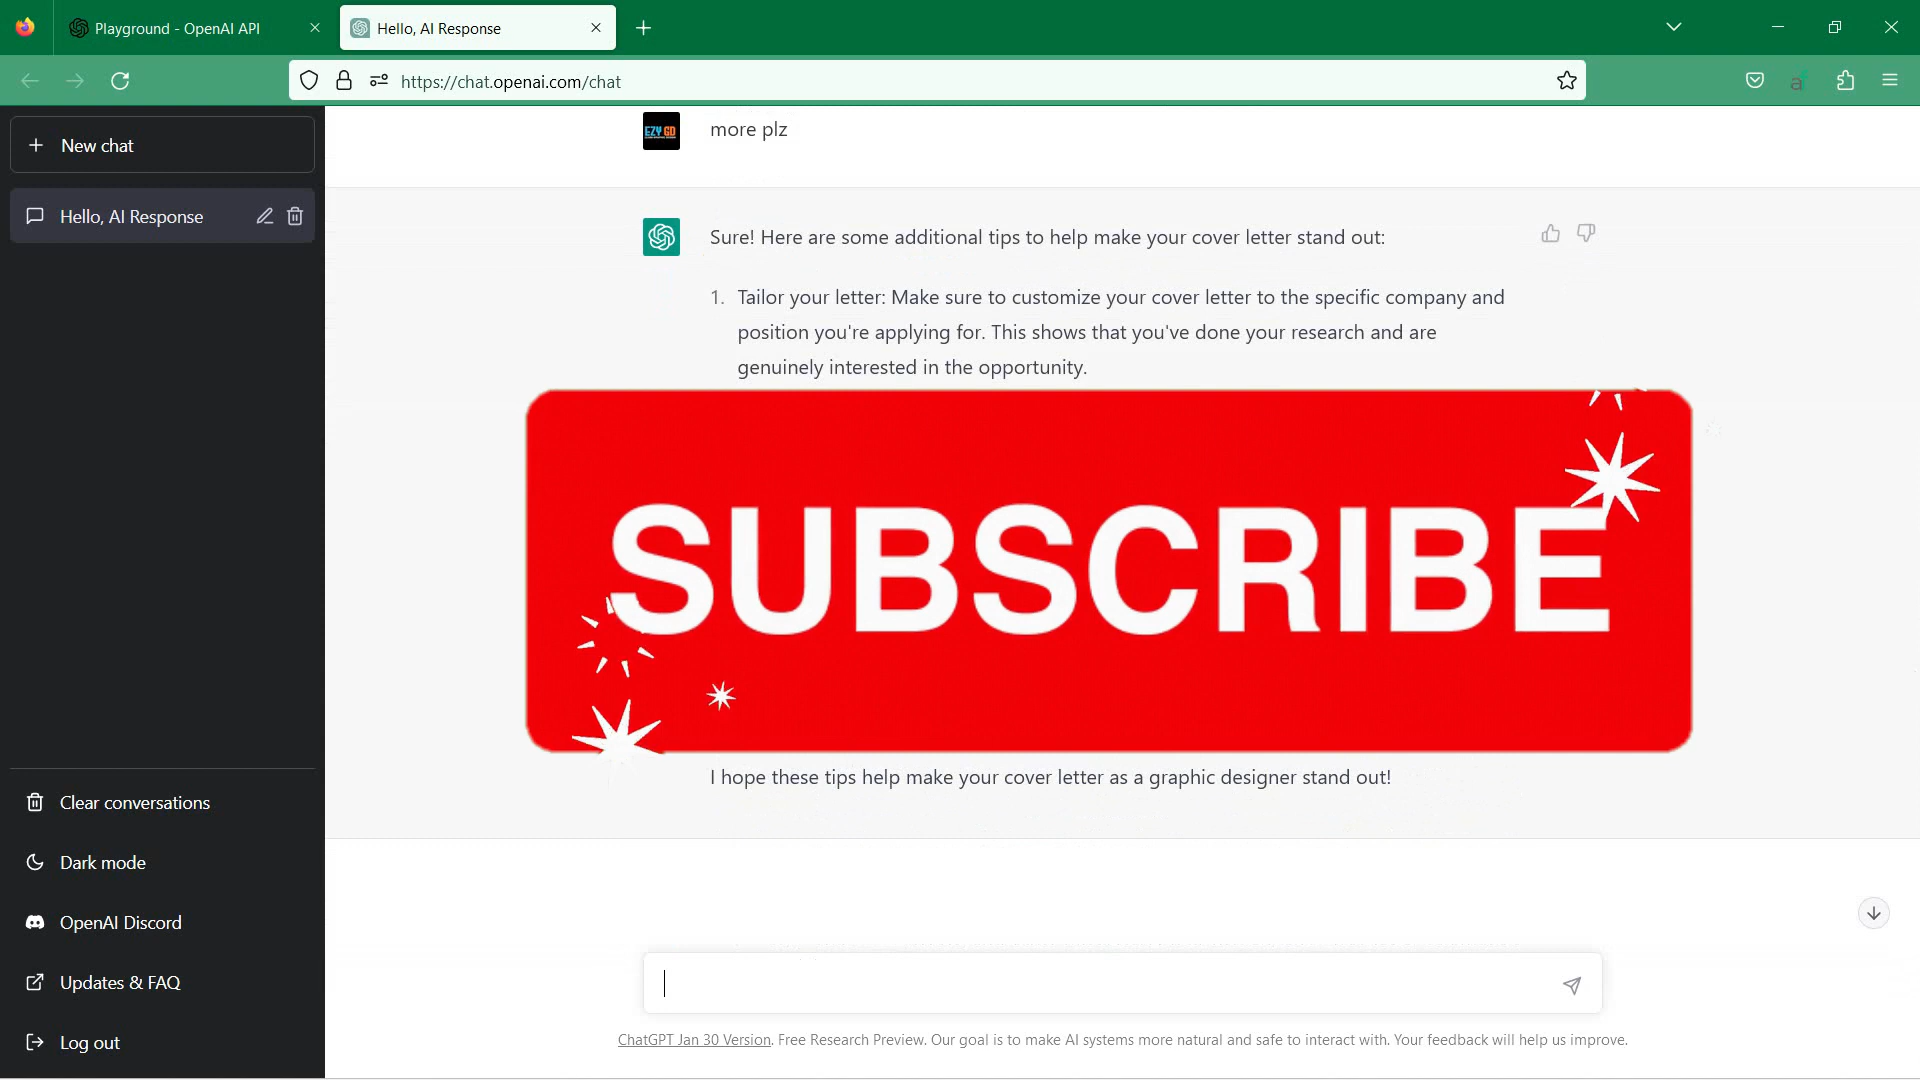 Playground - OpenAI API
Hello, AI Response
https://chat.openai.com/chat
New chat
Hello, AI Response
Clear conversations
Dark mode
OpenAI Discord
Updates & FAQ
Log out
EZY GD
more plz
Sure! Here are some additional tips to help make your cover letter stand out:
1. Tailor your letter: Make sure to customize your cover letter to the specific company and
position you're applying for. This shows that you've done your research and are
genuinely interested in the opportunity.
SUBSCRIBE
I hope these tips help make your cover letter as a graphic designer stand out!
ChatGPT Jan 30 Version. Free Research Preview. Our goal is to make AI systems more natural and safe to interact with. Your feedback will help us improve.